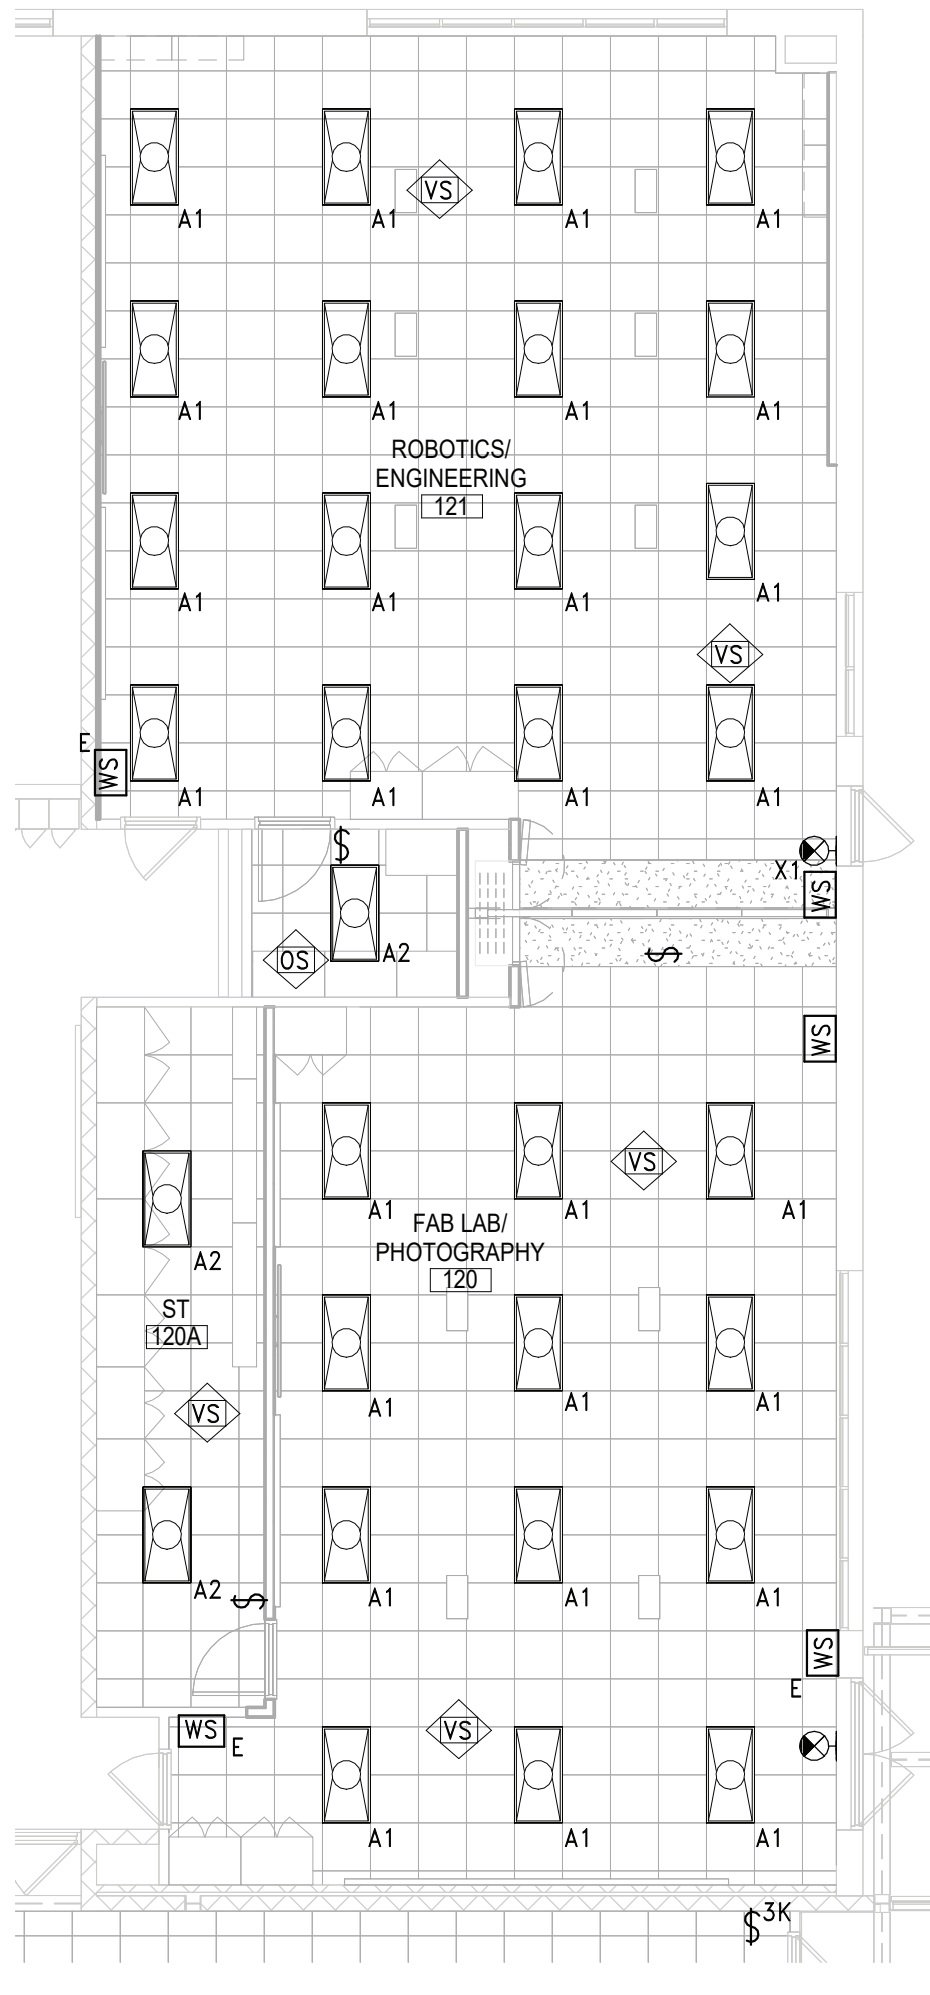 VS
A1 A1 A1 A1
A1 A1 A1 A1
ROBOTICS/
ENGINEERING
121
A1 A1 A1 A1
VS
E
WS
A1 A1 A1 A1
$
X1
WS
A2
OS
$
WS
VS
A1 A1 A1
FAB LAB/
PHOTOGRAPHY
120
A2
ST
120A
A1 A1 A1
VS
A2
$
A1 A1 A1
WS
E
VS
WS
E
A1 A1 A1
$3K